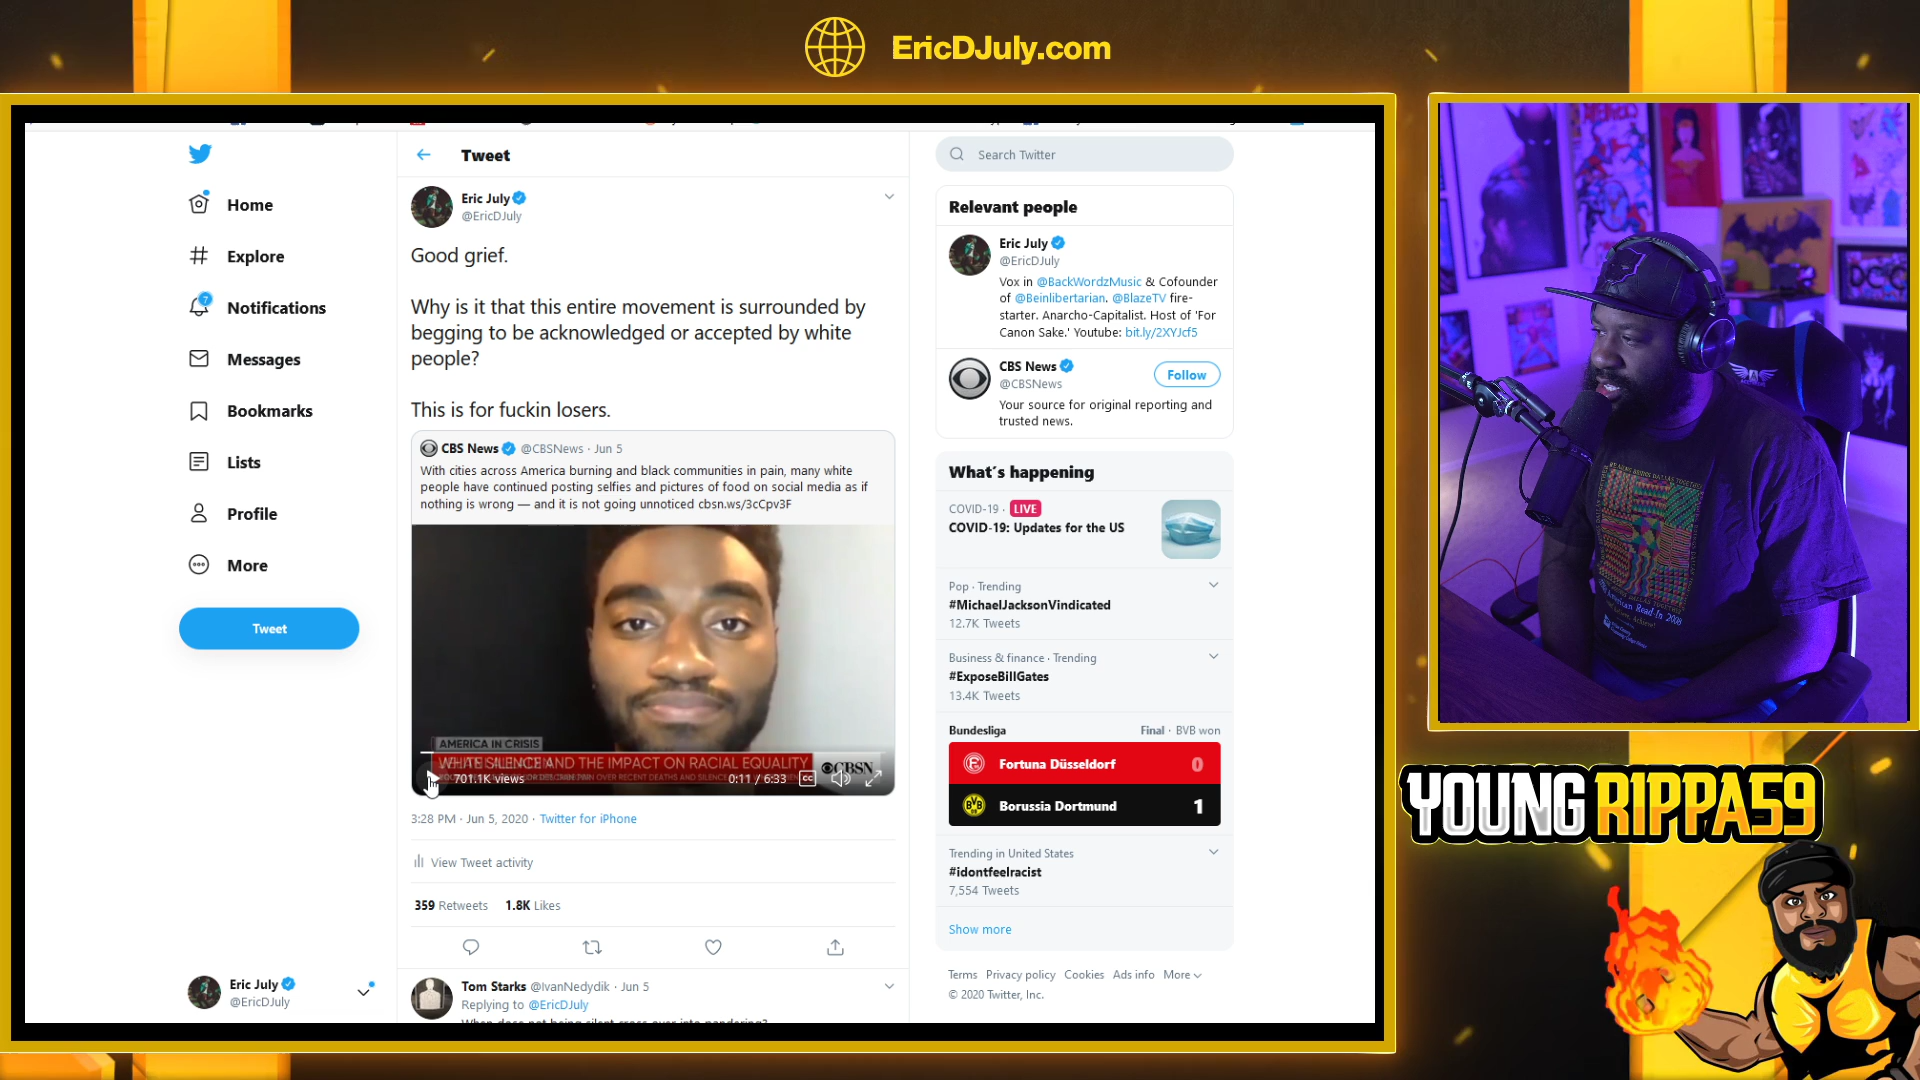 EricDJuly.com
Home
Explore
7
Notifications
Messages
Bookmarks
Lists
Profile
More
Tweet
Eric July
@EricDJuly
Tweet
Eric July
@EricDJuly
Good grief.
Why is it that this entire movement is surrounded by
begging to be acknowledged or accepted by white
people?
This is for fuckin losers.
CBS News @CBSNews · Jun 5
With cities across America burning and black communities in pain, many white
people have continued posting selfies and pictures of food on social media as if
nothing is wrong — and it is not going unnoticed cbsn.ws/3cCpv3F
AMERICA IN CRISIS
WHITE SILENCE AND THE IMPACT ON RACIAL EQUALITY
CBSN
701.1K views
0:11 / 6:33
CC
3:28 PM · Jun 5, 2020 · Twitter for iPhone
View Tweet activity
359 Retweets 1.8K Likes
Tom Starks @IvanNedydik · Jun 5
Replying to @EricDJuly
When does not being silent cross over into pandering?
Search Twitter
Relevant people
Eric July
@EricDJuly
Vox in @BackWordzMusic & Cofounder
of @Beinlibertarian. @BlazeTV fire-
starter. Anarcho-Capitalist. Host of 'For
Canon Sake.' Youtube: bit.ly/2XYJcf5
CBS News
@CBSNews
Follow
Your source for original reporting and
trusted news.
What's happening
COVID-19 · LIVE
COVID-19: Updates for the US
Pop · Trending
#MichaelJacksonVindicated
12.7K Tweets
Business & finance · Trending
#ExposeBillGates
13.4K Tweets
Bundesliga
Final · BVB won
Fortuna Düsseldorf 0
Borussia Dortmund 1
Trending in United States
#idontfeelracist
7,554 Tweets
Show more
Terms Privacy policy Cookies Ads info More
© 2020 Twitter, Inc.
YOUNG RIPPA59